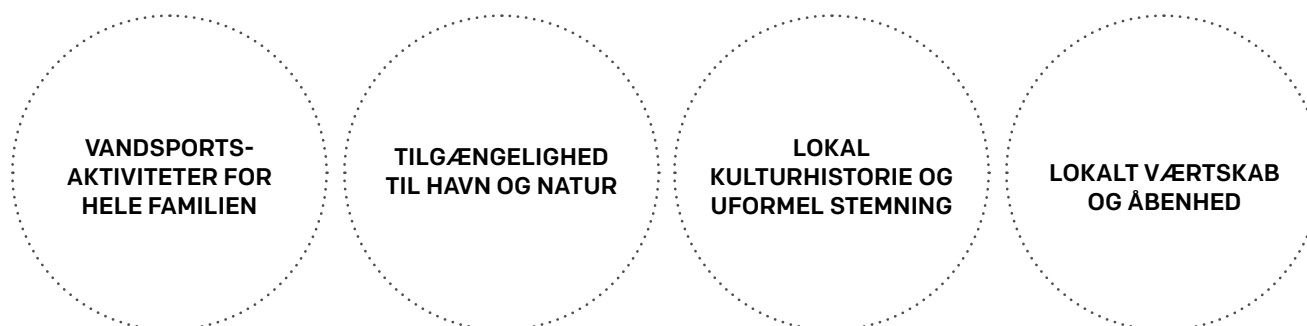 VANDSPORTS-
AKTIVITETER FOR
HELE FAMILIEN
TILGÆNGELIGHED
TIL HAVN OG NATUR
LOKAL
KULTURHISTORIE OG
UFORMEL STEMNING
LOKALT VÆRTSKAB
OG ÅBENHED